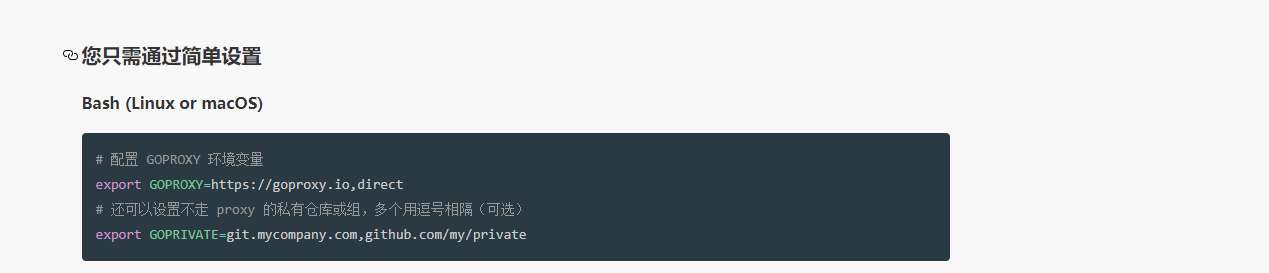 您只需通过简单设置
Bash (Linux or macOS)
# 配置 GOPROXY 环境变量
export GOPROXY=https://goproxy.io,direct
# 还可以设置不走 proxy 的私有仓库或组，多个用逗号相隔（可选）
export GOPRIVATE=git.mycompany.com,github.com/my/private